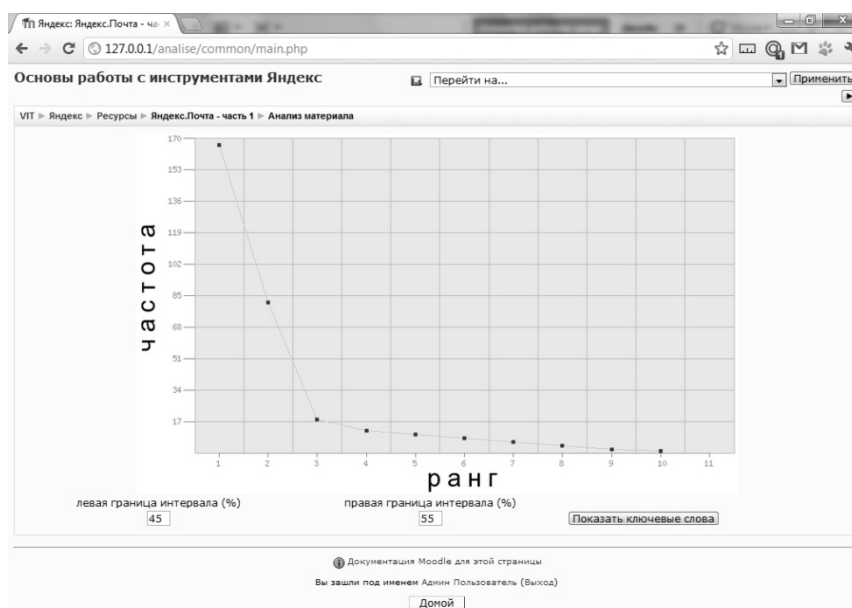 Яндекс: Яндекс.Почта - ча
127.0.0.1/analise/common/main.php
Основы работы с инструментами Яндекс
Перейти на...
Применить
VIT ► Яндекс ► Ресурсы ► Яндекс.Почта - часть 1 ► Анализ материала
частота
170
153
136
119
102
85
68
51
34
17
1 2 3 4 5 6 7 8 9 10 11
ранг
левая граница интервала (%)
правая граница интервала (%)
45
55
Показать ключевые слова
Документация Moodle для этой страницы
Вы зашли под именем Админ Пользователь (Выход)
Домой